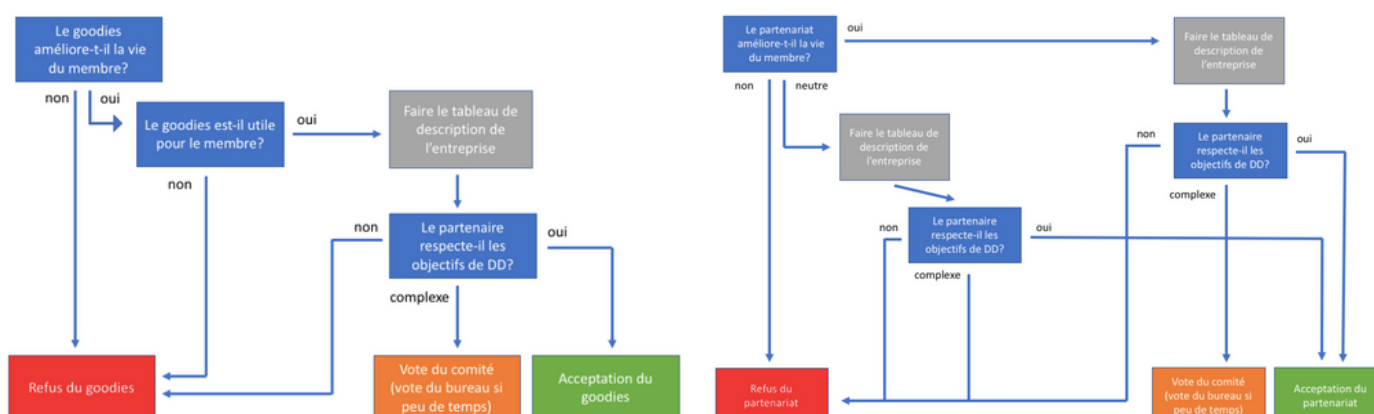 Le goodies
améliore-t-il la vie
du membre?
non
oui
Le goodies est-il utile
pour le membre?
oui
non
Faire le tableau de
description de
l'entreprise
Le partenaire
respecte-il les
objectifs de DD?
non
oui
complexe
Refus du goodies
Vote du comité
(vote du bureau si
peu de temps)
Acceptation du
goodies
Le partenariat
améliore-t-il la vie
du membre?
oui
non
neutre
Faire le tableau de
description de
l'entreprise
Le partenaire
respecte-il les
objectifs de DD?
non
oui
complexe
Faire le tableau de
description de
l'entreprise
Le partenaire
respecte-il les
objectifs de DD?
non
oui
complexe
Refus du
partenariat
Vote du comité
(vote du bureau si
peu de temps)
Acceptation du
partenariat